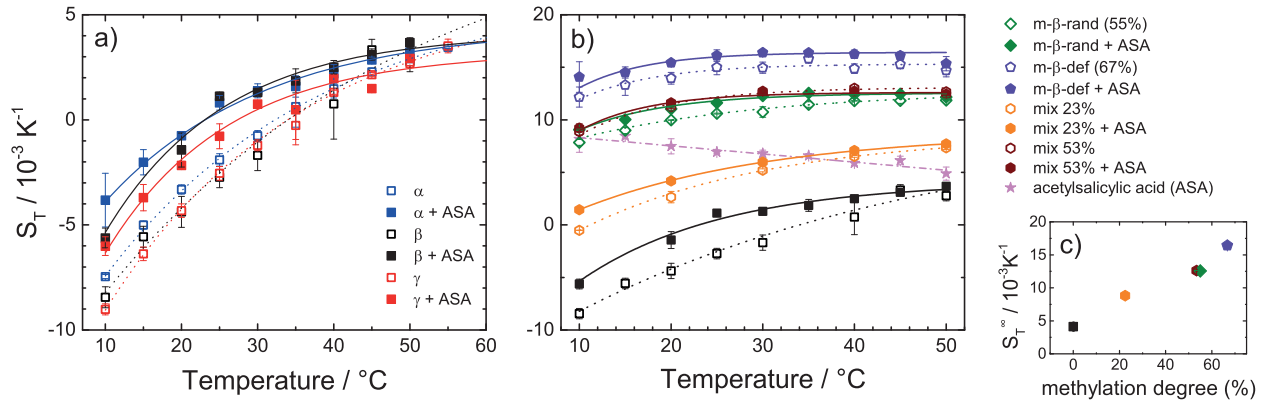 a)
5
0
-5
-10
S_T / 10⁻³ K⁻¹
10 20 30 40 50 60
Temperature / °C
α
α + ASA
β
β + ASA
γ
γ + ASA
b)
20
15
10
5
0
-10
10 20 30 40 50
Temperature / °C
m-β-rand (55%)
m-β-rand + ASA
m-β-def (67%)
m-β-def + ASA
mix 23%
mix 23% + ASA
mix 53%
mix 53% + ASA
acetylsalicylic acid (ASA)
c)
20
15
10
5
0
S_T^∞ / 10⁻³K⁻¹
0 20 40 60
methylation degree (%)